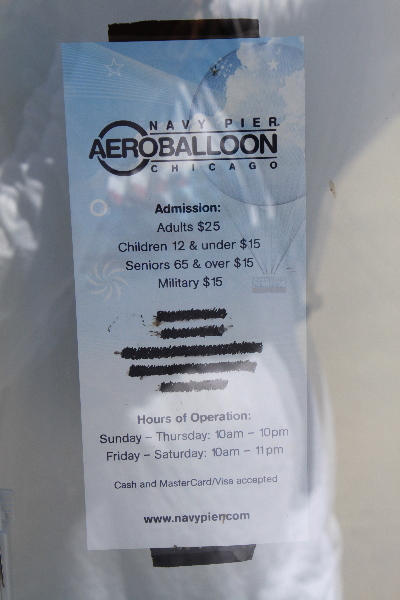 NAVY PIER
AEROBALLOON
CHICAGO
Admission:
Adults $25
Children 12 & under $15
Seniors 65 & over $15
Military $15
Hours of Operation:
Sunday – Thursday: 10am – 10pm
Friday – Saturday: 10am – 11pm
Cash and MasterCard/Visa accepted
www.navypier.com